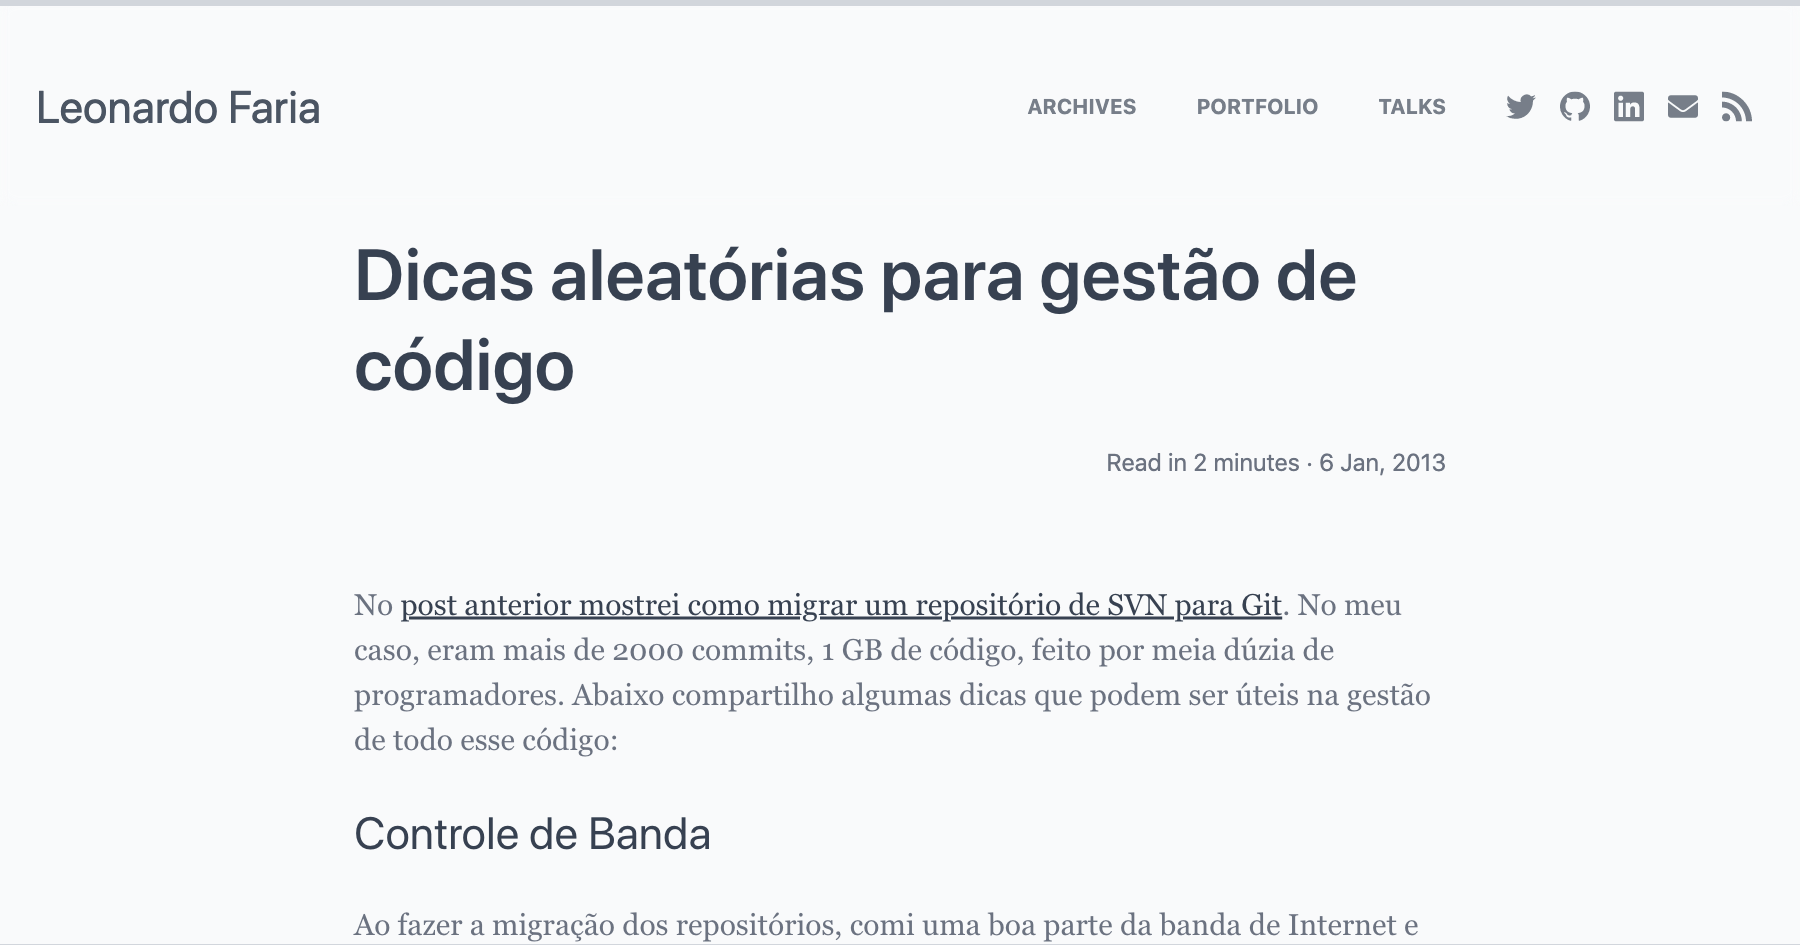 Leonardo Faria
ARCHIVES PORTFOLIO TALKS
Dicas aleatórias para gestão de
código
Read in 2 minutes · 6 Jan, 2013
No post anterior mostrei como migrar um repositório de SVN para Git. No meu
caso, eram mais de 2000 commits, 1 GB de código, feito por meia dúzia de
programadores. Abaixo compartilho algumas dicas que podem ser úteis na gestão
de todo esse código:
Controle de Banda
Ao fazer a migração dos repositórios, comi uma boa parte da banda de Internet e